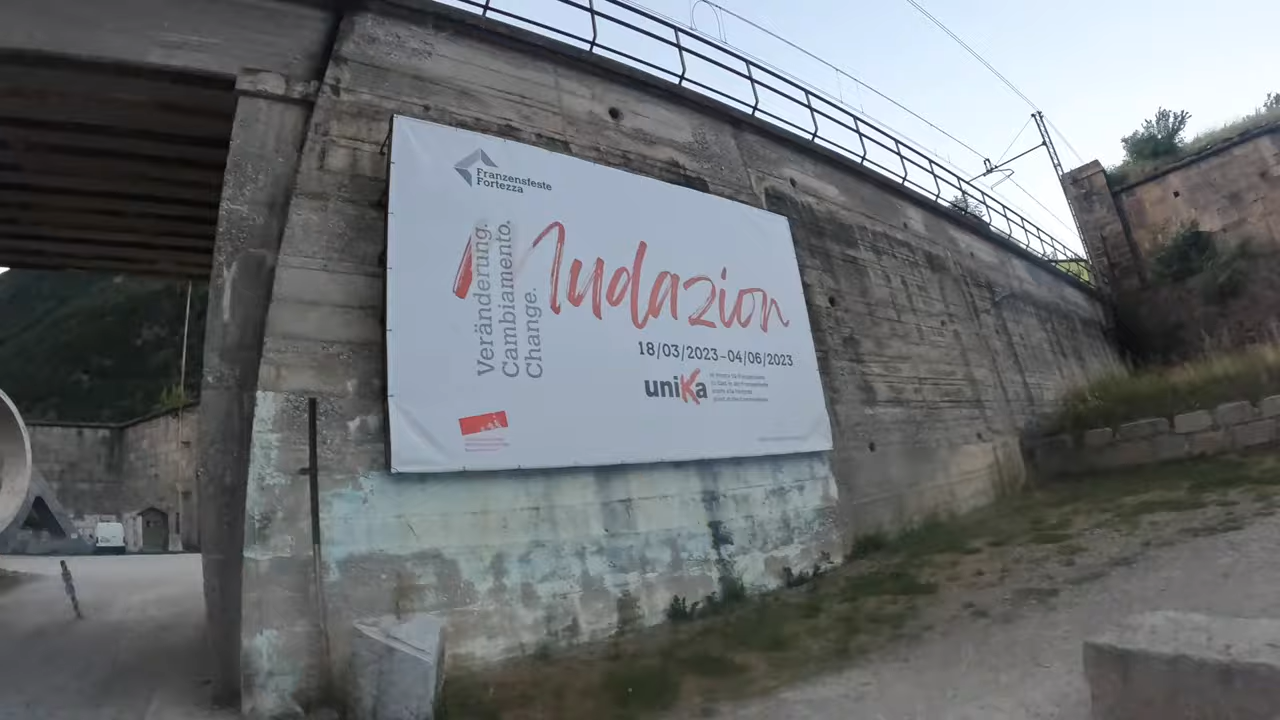 Franzensfeste
Fortezza
Mudazion
Veränderung.
Cambiamento.
Change.
18/03/2023–04/06/2023
uniKa